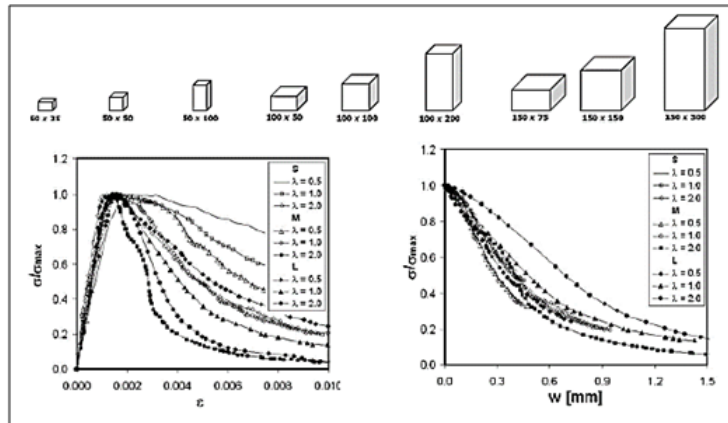 50 x 25
50 x 50
50 x 100
100 x 50
100 x 100
100 x 200
150 x 75
150 x 150
150 x 300
1.2
1.0
0.8
0.6
0.4
0.2
0.0
σ/σmax
S
λ = 0.5
λ = 1.0
λ = 2.0
M
λ = 0.5
λ = 1.0
λ = 2.0
L
λ = 0.5
λ = 1.0
λ = 2.0
0.000 0.002 0.004 0.006 0.008 0.010
ε
1.2
1.0
0.8
0.6
0.4
0.2
0.0
σ/σmax
S
λ = 0.5
λ = 1.0
λ = 2.0
M
λ = 0.5
λ = 1.0
λ = 2.0
L
λ = 0.5
λ = 1.0
λ = 2.0
0.0 0.3 0.6 0.9 1.2 1.5
w [mm]